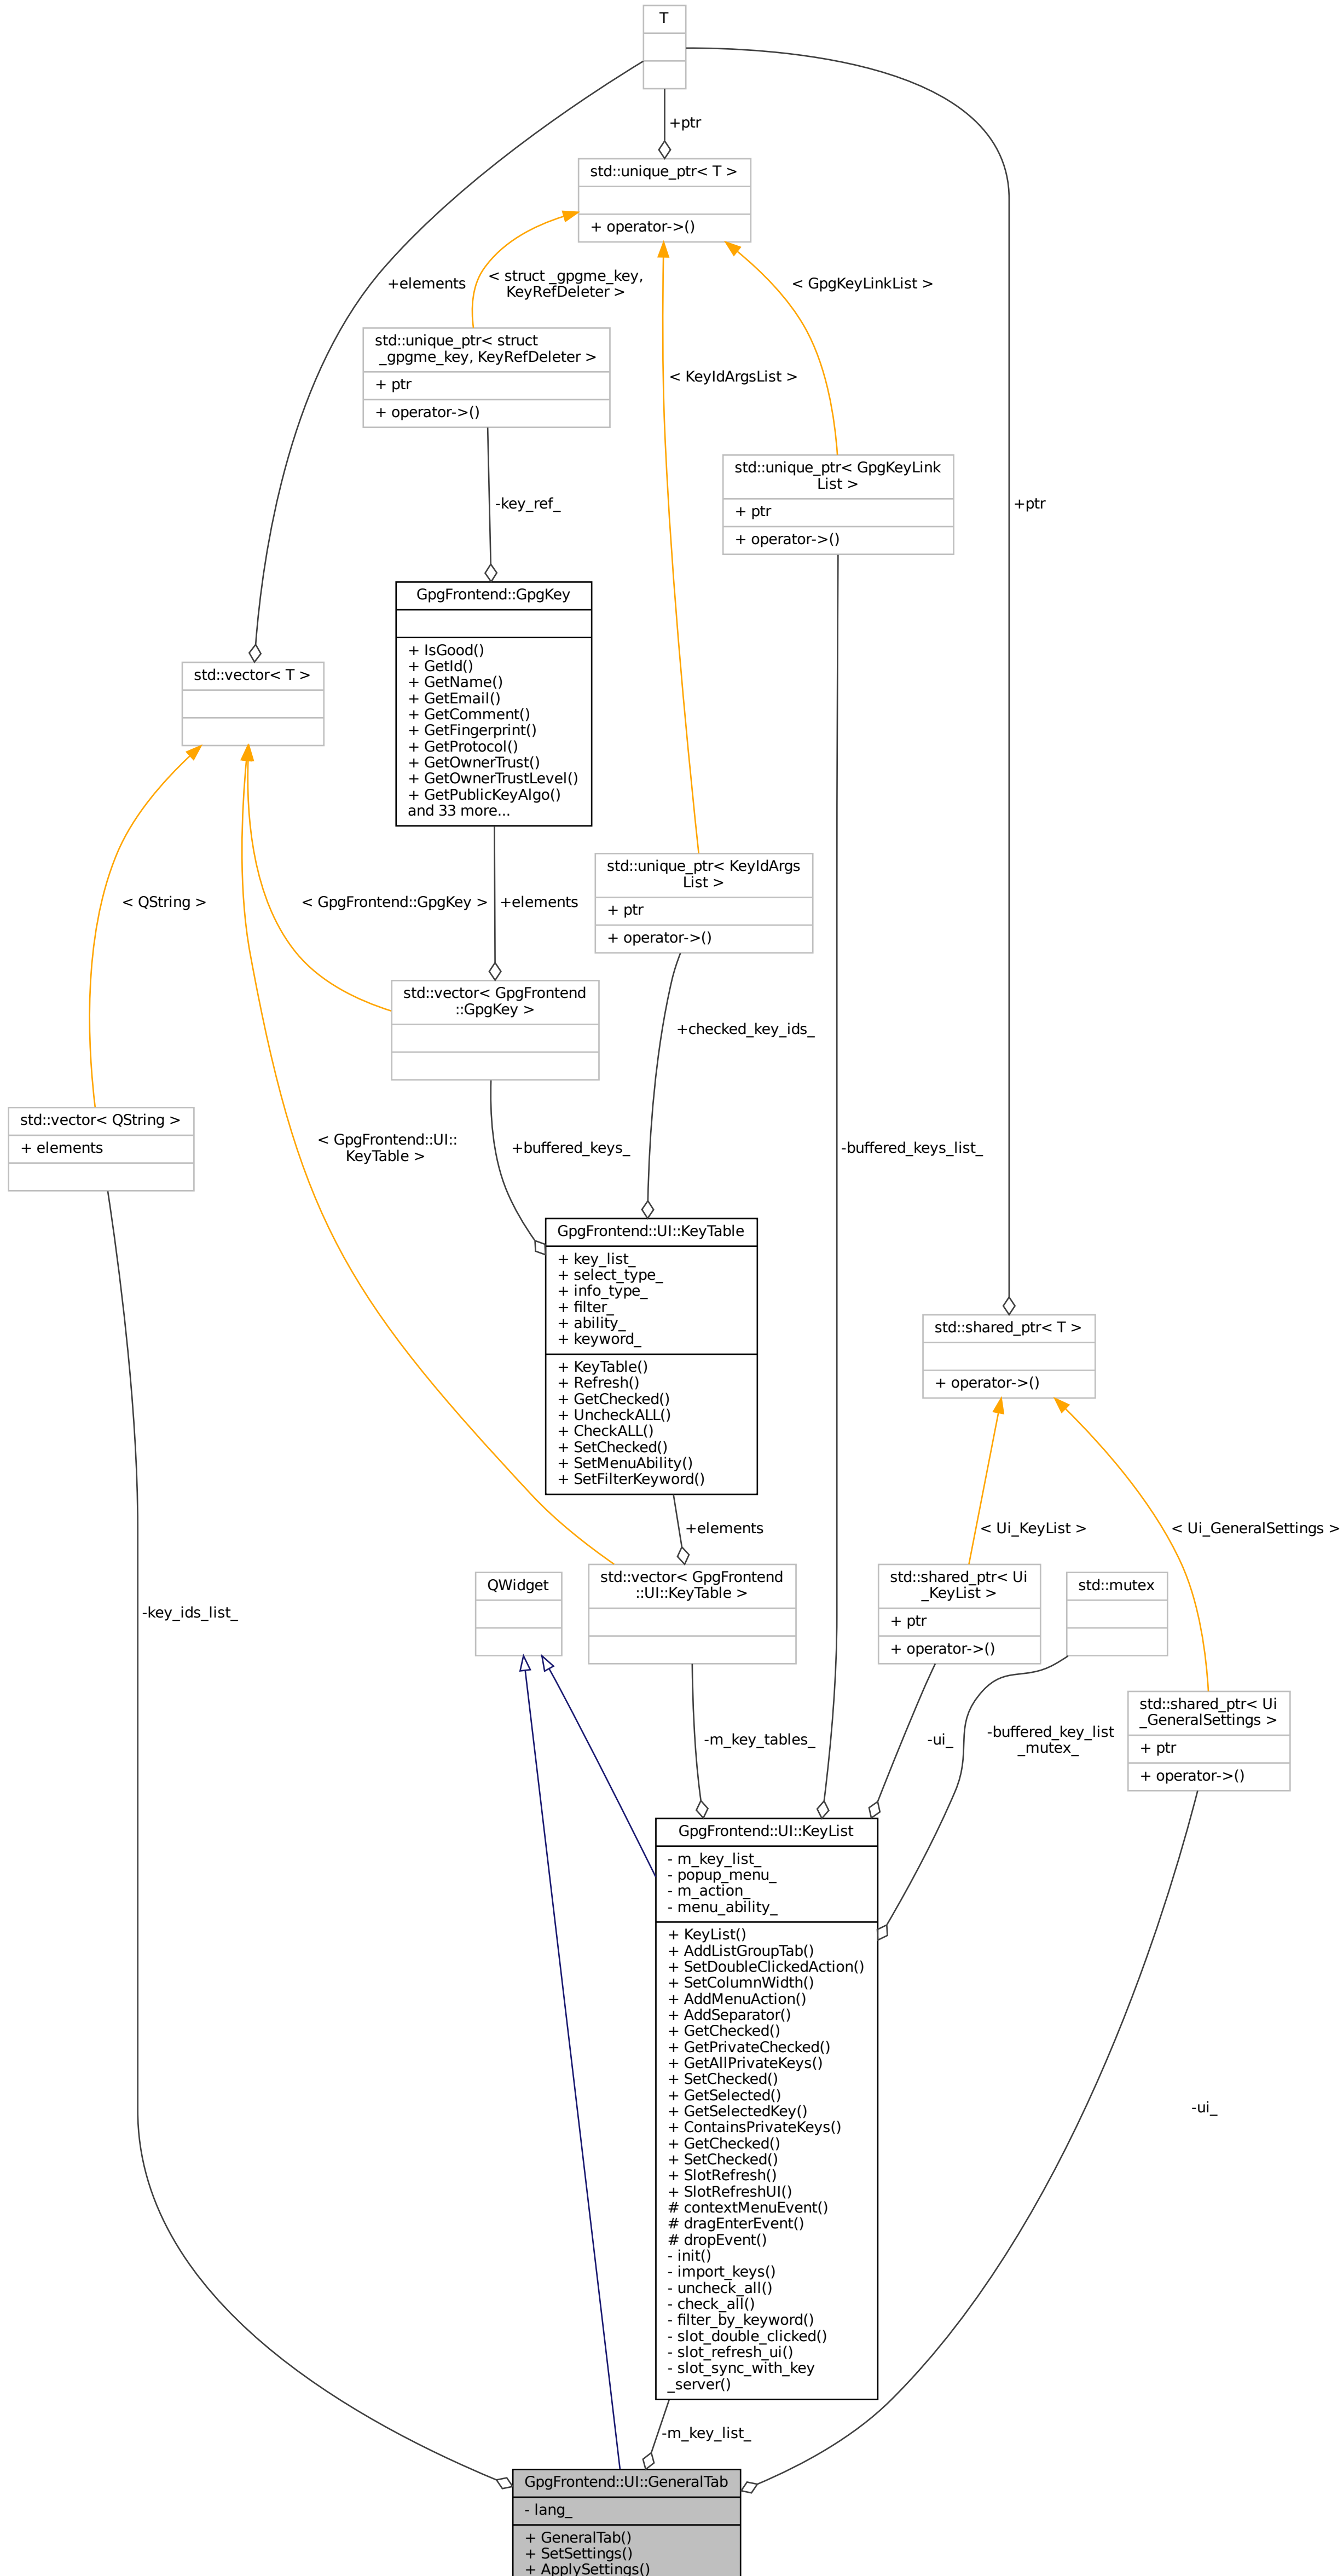 T
+ptr
std::unique_ptr< T >
+ operator->()
+elements
< struct _gpgme_key,
KeyRefDeleter >
< GpgKeyLinkList >
std::unique_ptr< struct
_gpgme_key, KeyRefDeleter >
+ ptr
+ operator->()
< KeyIdArgsList >
std::unique_ptr< GpgKeyLink
List >
+ ptr
+ operator->()
-key_ref_
+ptr
GpgFrontend::GpgKey
+ IsGood()
+ GetId()
+ GetName()
+ GetEmail()
+ GetComment()
+ GetFingerprint()
+ GetProtocol()
+ GetOwnerTrust()
+ GetOwnerTrustLevel()
+ GetPublicKeyAlgo()
and 33 more...
std::vector< T >
std::unique_ptr< KeyIdArgs
List >
+ ptr
+ operator->()
< QString >
< GpgFrontend::GpgKey >
+elements
std::vector< GpgFrontend
::GpgKey >
+checked_key_ids_
std::vector< QString >
+ elements
< GpgFrontend::UI::
KeyTable >
+buffered_keys_
-buffered_keys_list_
GpgFrontend::UI::KeyTable
+ key_list_
+ select_type_
+ info_type_
+ filter_
+ ability_
+ keyword_
+ KeyTable()
+ Refresh()
+ GetChecked()
+ UncheckALL()
+ CheckALL()
+ SetChecked()
+ SetMenuAbility()
+ SetFilterKeyword()
std::shared_ptr< T >
+ operator->()
+elements
< Ui_KeyList >
< Ui_GeneralSettings >
-key_ids_list_
QWidget
std::vector< GpgFrontend
::UI::KeyTable >
std::shared_ptr< Ui
_KeyList >
+ ptr
+ operator->()
std::mutex
std::shared_ptr< Ui
_GeneralSettings >
+ ptr
+ operator->()
-m_key_tables_
-ui_
-buffered_key_list
_mutex_
GpgFrontend::UI::KeyList
- m_key_list_
- popup_menu_
- m_action_
- menu_ability_
+ KeyList()
+ AddListGroupTab()
+ SetDoubleClickedAction()
+ SetColumnWidth()
+ AddMenuAction()
+ AddSeparator()
+ GetChecked()
+ GetPrivateChecked()
+ GetAllPrivateKeys()
+ SetChecked()
+ GetSelected()
+ GetSelectedKey()
+ ContainsPrivateKeys()
+ GetChecked()
+ SetChecked()
+ SlotRefresh()
+ SlotRefreshUI()
# contextMenuEvent()
# dragEnterEvent()
# dropEvent()
- init()
- import_keys()
- uncheck_all()
- check_all()
- filter_by_keyword()
- slot_double_clicked()
- slot_refresh_ui()
- slot_sync_with_key
_server()
-ui_
-m_key_list_
GpgFrontend::UI::GeneralTab
- lang_
+ GeneralTab()
+ SetSettings()
+ ApplySettings()